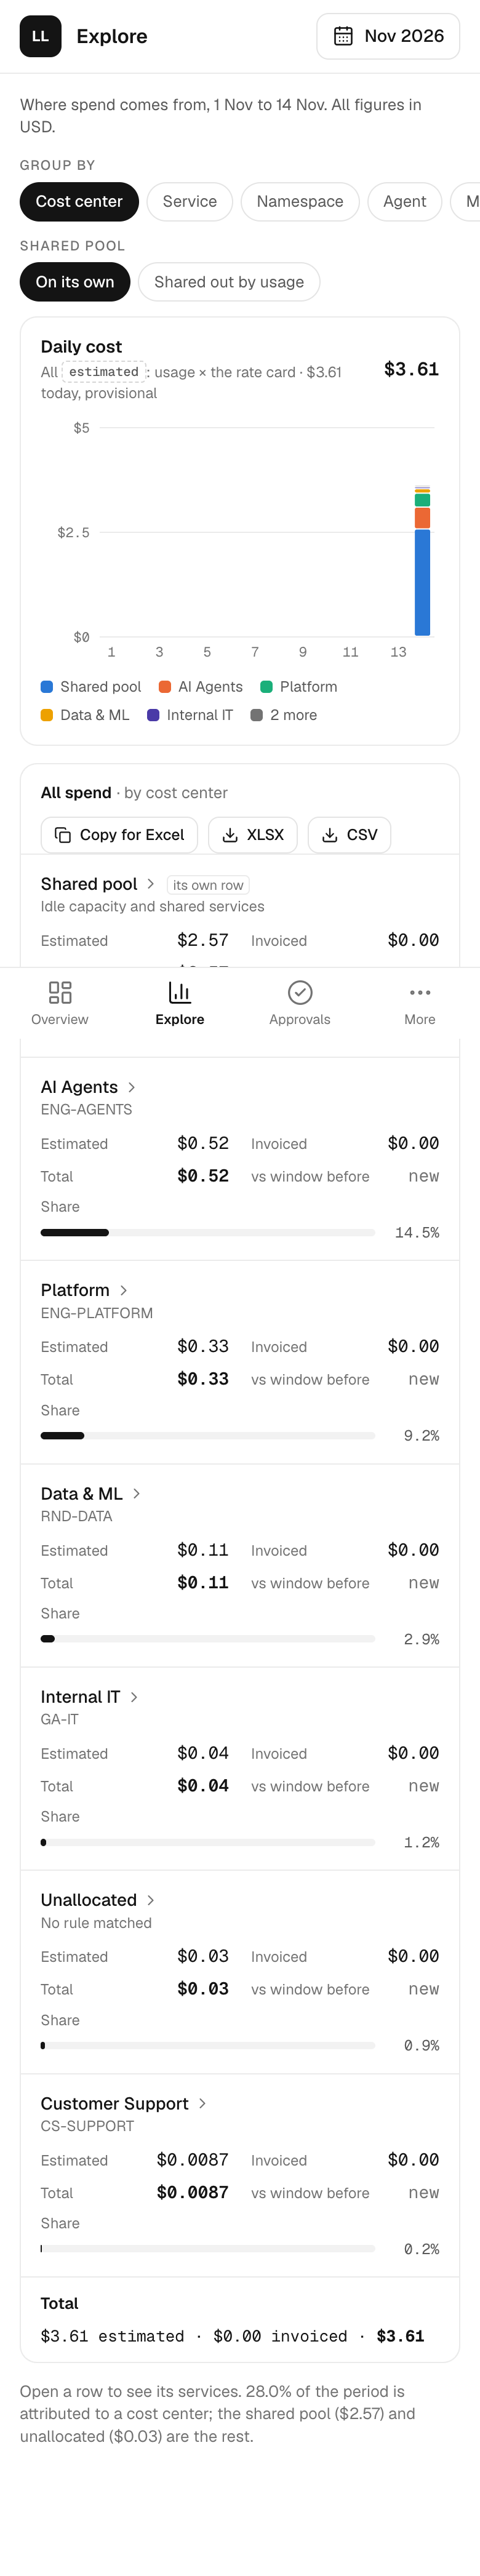 LL
Explore
Nov 2026
Where spend comes from, 1 Nov to 14 Nov. All figures in
USD.
GROUP BY
Cost center
Service
Namespace
Agent
M
SHARED POOL
On its own
Shared out by usage
Daily cost
All estimated: usage × the rate card · $3.61
today, provisional
$3.61
$5
$2.5
$0
1 3 5 7 9 11 13
Shared pool
AI Agents
Platform
Data & ML
Internal IT
2 more
All spend · by cost center
Copy for Excel
XLSX
CSV
Shared pool
its own row
Idle capacity and shared services
Estimated $2.57 Invoiced $0.00
Overview
Explore
Approvals
More
AI Agents
ENG-AGENTS
Estimated $0.52 Invoiced $0.00
Total $0.52 vs window before new
Share
14.5%
Platform
ENG-PLATFORM
Estimated $0.33 Invoiced $0.00
Total $0.33 vs window before new
Share
9.2%
Data & ML
RND-DATA
Estimated $0.11 Invoiced $0.00
Total $0.11 vs window before new
Share
2.9%
Internal IT
GA-IT
Estimated $0.04 Invoiced $0.00
Total $0.04 vs window before new
Share
1.2%
Unallocated
No rule matched
Estimated $0.03 Invoiced $0.00
Total $0.03 vs window before new
Share
0.9%
Customer Support
CS-SUPPORT
Estimated $0.0087 Invoiced $0.00
Total $0.0087 vs window before new
Share
0.2%
Total
$3.61 estimated · $0.00 invoiced · $3.61
Open a row to see its services. 28.0% of the period is
attributed to a cost center; the shared pool ($2.57) and
unallocated ($0.03) are the rest.